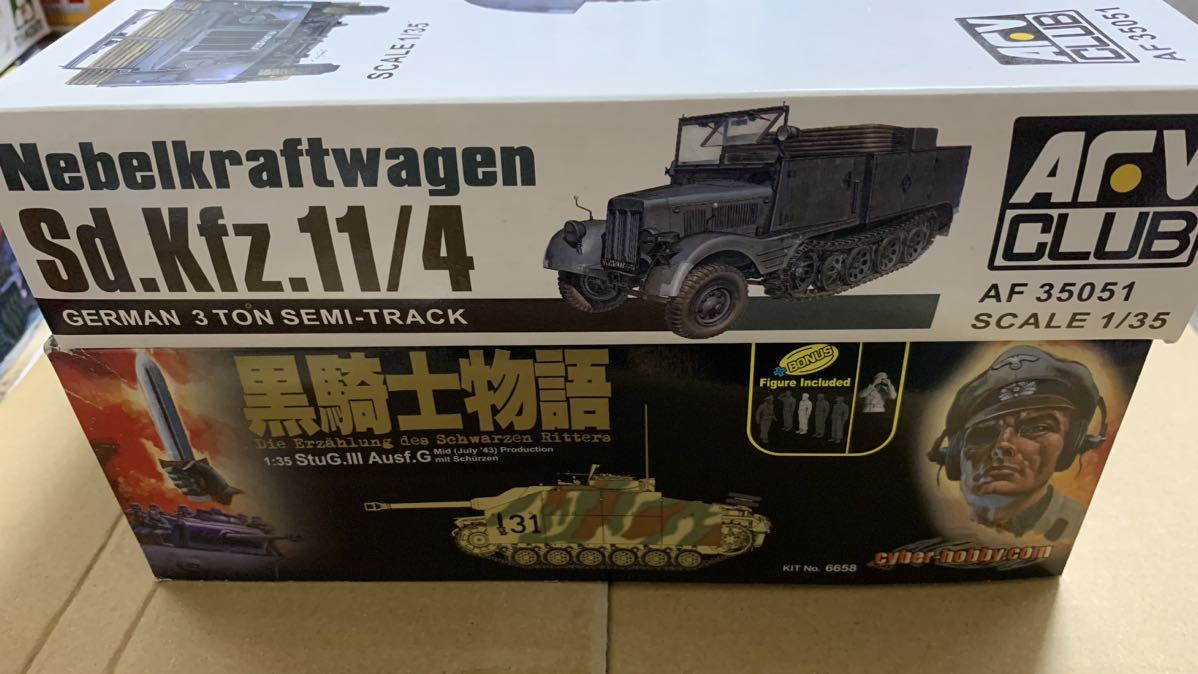 SCALE 1/35
AFV CLUB
AF 35051
Nebelkraftwagen
Sd.Kfz.11/4
GERMAN 3 TON SEMI-TRACK
AFV
CLUB
AF 35051
SCALE 1/35
黒騎士物語
Die Erzählung des Schwarzen Ritters
1:35 StuG.III Ausf.G Mid (July '43) Production
mit Schürzen
+BONUS
Figure Included
131
KIT No. 6658
cyber-hobby.com